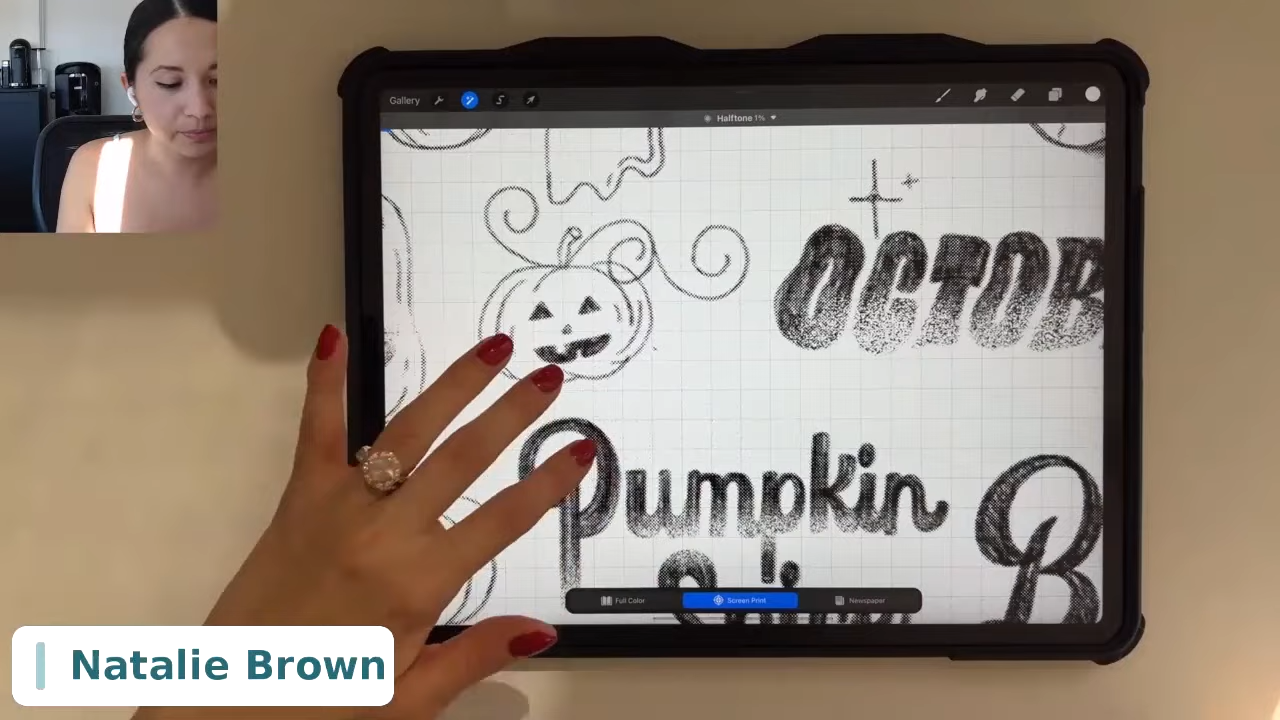 Gallery
Halftone 1%
OCTOB
Pumpkin
Full Color
Screen Print
Newspaper
Natalie Brown